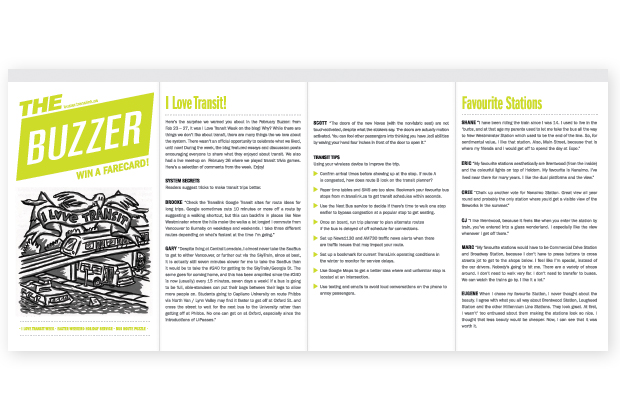 THE
BUZZER
WIN A FARECARD!
I LOVE TRANSIT
• I LOVE TRANSIT WEEK • EASTER WEEKEND HOLIDAY SERVICE • BUS ROUTE PUZZLE •
I Love Transit!
Here's the surprise we warned you about in the February Buzzer! From
Feb 23 – 27, it was I Love Transit Week on the blog! Why? While there are
things we don't like about transit, there are many things that we love about
the system. There wasn't an official opportunity to celebrate what we liked,
until now! During the week, the blog featured essays and discussion posts
encouraging everyone to share what they enjoyed about transit. We also
had a live meetup on February 26 where we played transit trivia games.
Here's a selection of comments from the week. Enjoy!
SYSTEM SECRETS
Readers suggest tricks to make transit trips better.
BROOKE "Check the Translink Google Transit sites for route ideas for
long trips. Google sometimes cuts 10 minutes or more off a route by
suggesting a walking shortcut, but this can backfire in places like New
Westminster where the hills make the walks a lot longer! I commute from
Vancouver to Burnaby on weekdays and weekends. I take three different
routes depending on what's fastest at the time I'm going."
GARY "Despite living at Central Lonsdale, I almost never take the SeaBus
to get to either Vancouver, or farther out via the SkyTrain, since at best,
it is actually still seven minutes slower for me to take the SeaBus than
it would be to take the #240 for getting to the SkyTrain/Georgia St. The
same goes for coming home, and this has been amplified since the #240
is now (usually) every 15 minutes, seven days a week! If a bus is going
to be full, side-standers can put their bags between their legs to allow
more people on. Students going to Capilano University on route Phibbs
via North Van / Lynn Valley may find it faster to get off at Oxford St. and
cross the street to wait for the next bus to the University rather than
getting off at Phibbs. No one can get on at Oxford, especially since the
introductions of U-Passes."
SCOTT "The doors of the new Novas (with the non-fabric seat) are not
touch-activated, despite what the stickers say. The doors are actually motion
activated. You can fool other passengers into thinking you have Jedi abilities
by waving your hand four inches in front of the door to open it."
TRANSIT TIPS
Using your wireless device to improve the trip.
Confirm arrival times before showing up at the stop. If route A
is congested, how does route B look on the transit planner?
Paper time tables and SMS are too slow. Bookmark your favourite bus
stops from m.translink.ca to get transit schedules within seconds.
Use the Next Bus service to decide if there's time to walk one stop
earlier to bypass congestion at a popular stop to get seating.
Once on board, run trip planner to plan alternate routes
if the bus is delayed or off schedule for connections.
Set up News1130 and AM730 traffic news alerts when there
are traffic issues that may impact your route.
Set up a bookmark for current TransLink operating conditions in
the winter to monitor for service delays.
Use Google Maps to get a better idea where and unfamiliar stop is
located at an intersection.
Use texting and emails to avoid loud conversations on the phone to
annoy passengers.
Favourite Stations
SHANE "I have been riding the train since I was 14. I used to live in the
'burbs, and at that age my parents used to let me take the bus all the way
to New Westminster station which used to be the end of the line. So, for
sentimental value, I like that station. Also, Main Street, because that is
where my friends and I would get off to spend the day at Expo."
ERIC "My favourite stations aesthetically are Brentwood (from the inside)
and the colourful lights on top of Holdom. My favourite is Nanaimo. I've
lived near there for many years. I like the dual platforms and the view."
CREE "Chalk up another vote for Nanaimo Station. Great view all year
round and probably the only station where you'd get a visible view of the
fireworks in the summer."
CJ "I like Brentwood, because it feels like when you enter the station by
train, you've entered into a glass wonderland. I especially like the view
whenever I get off there."
MARC "My favourite stations would have to be Commercial Drive Station
and Broadway Station, because I don't have to press buttons to cross
streets just to get to the shops below. I feel like I'm special, instead of
the car drivers. Nobody's going to hit me. There are a variety of shops
around. I don't need to walk very far. I don't need to transfer to buses.
We can watch the trains go by. I like it a lot."
EUGENE When I chose my favourite Station, I never thought about the
beauty. I agree with what you all say about Brentwood Station, Lougheed
Station and the other Millennium Line Stations. They look great. At first,
I wasn't too enthused about them making the stations look so nice. I
thought that less beauty would be cheaper. Now, I can see that it was
worth it.